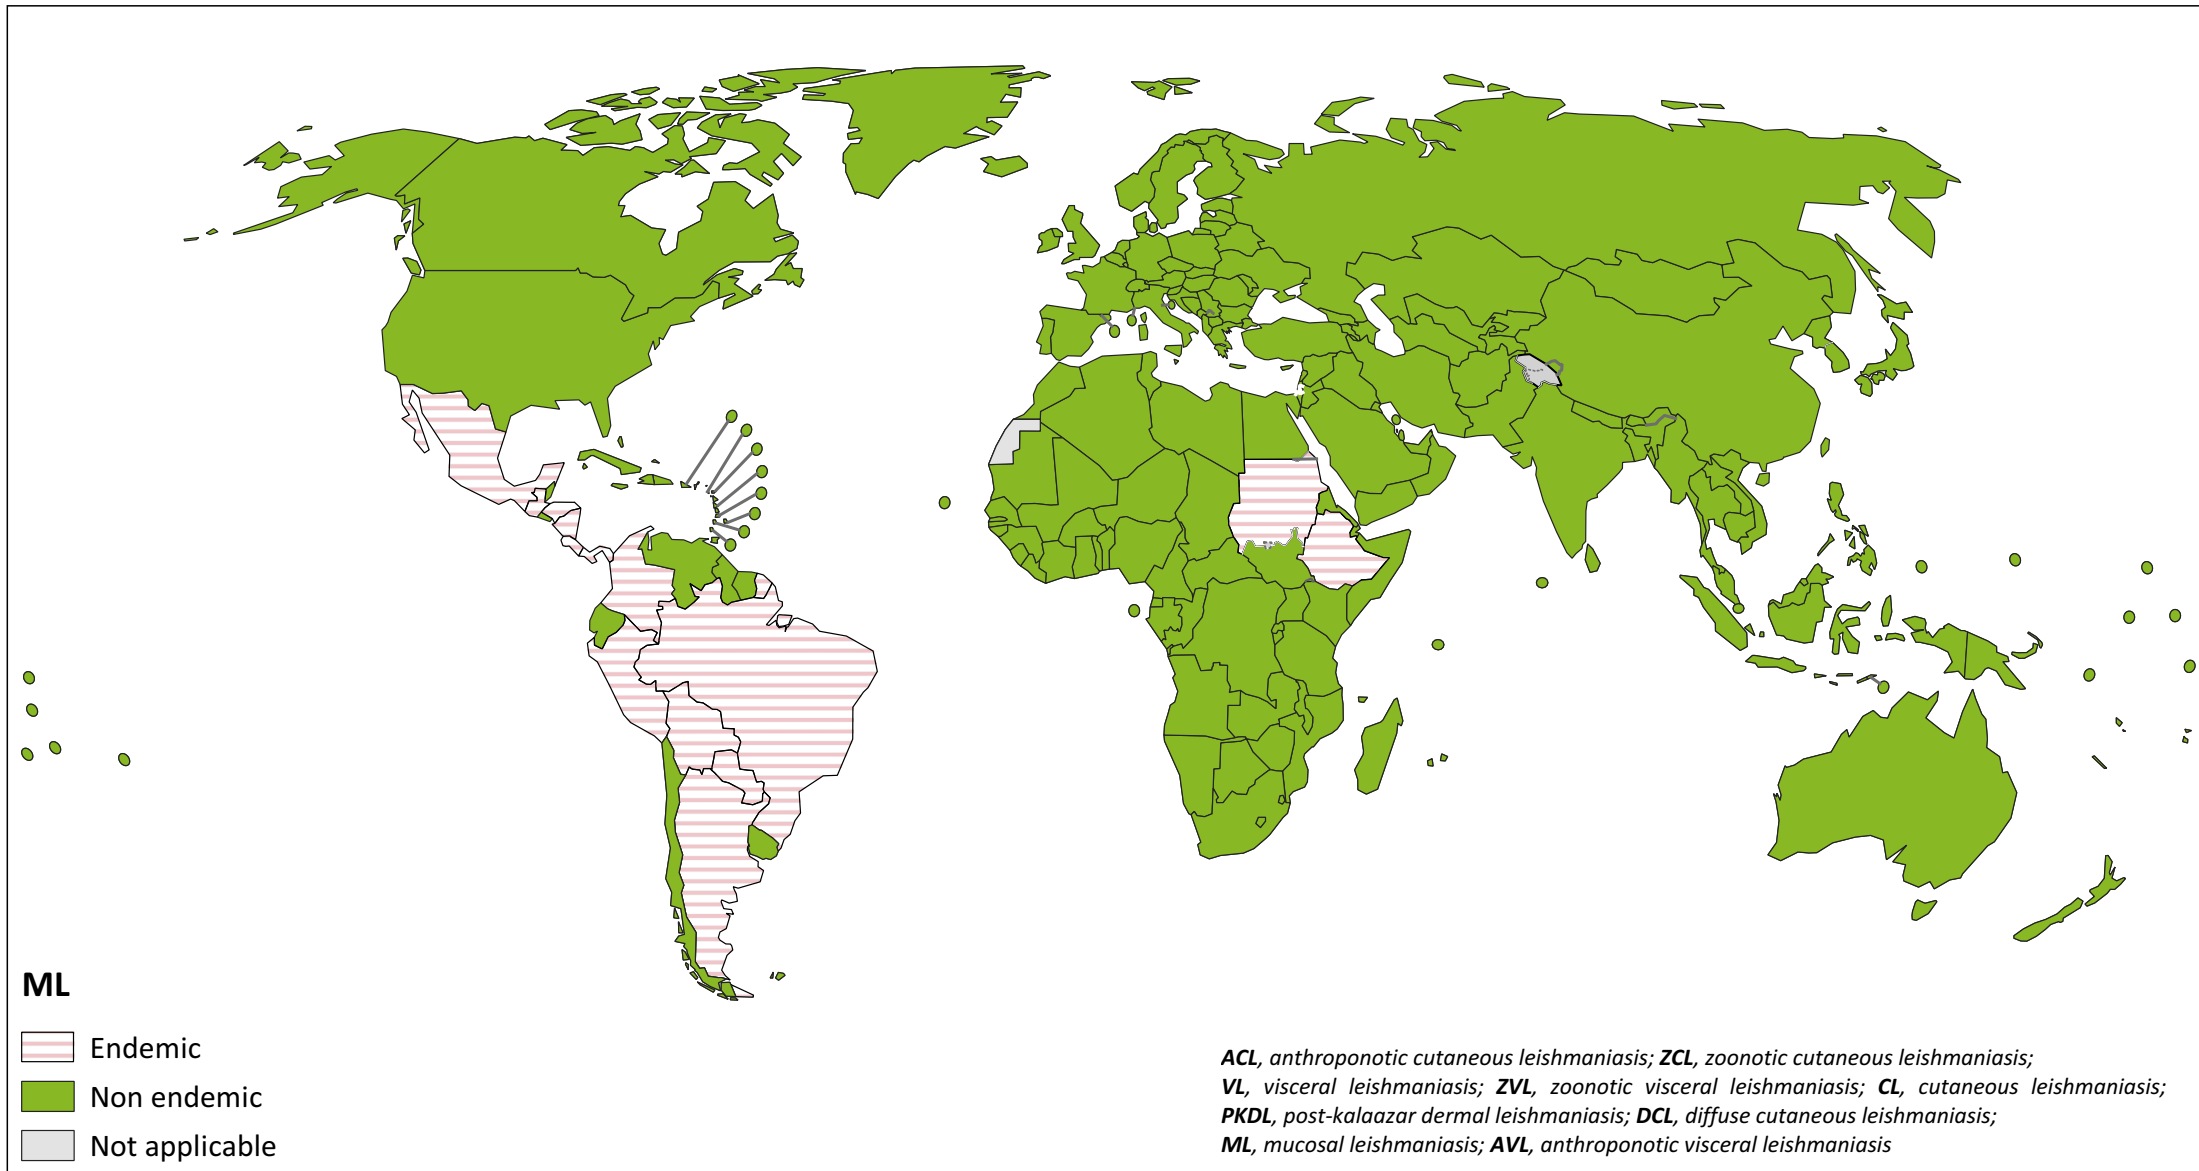 ML
Endemic
Non endemic
Not applicable
ACL, anthroponotic cutaneous leishmaniasis; ZCL, zoonotic cutaneous leishmaniasis;
VL, visceral leishmaniasis; ZVL, zoonotic visceral leishmaniasis; CL, cutaneous leishmaniasis;
PKDL, post-kalaazar dermal leishmaniasis; DCL, diffuse cutaneous leishmaniasis;
ML, mucosal leishmaniasis; AVL, anthroponotic visceral leishmaniasis